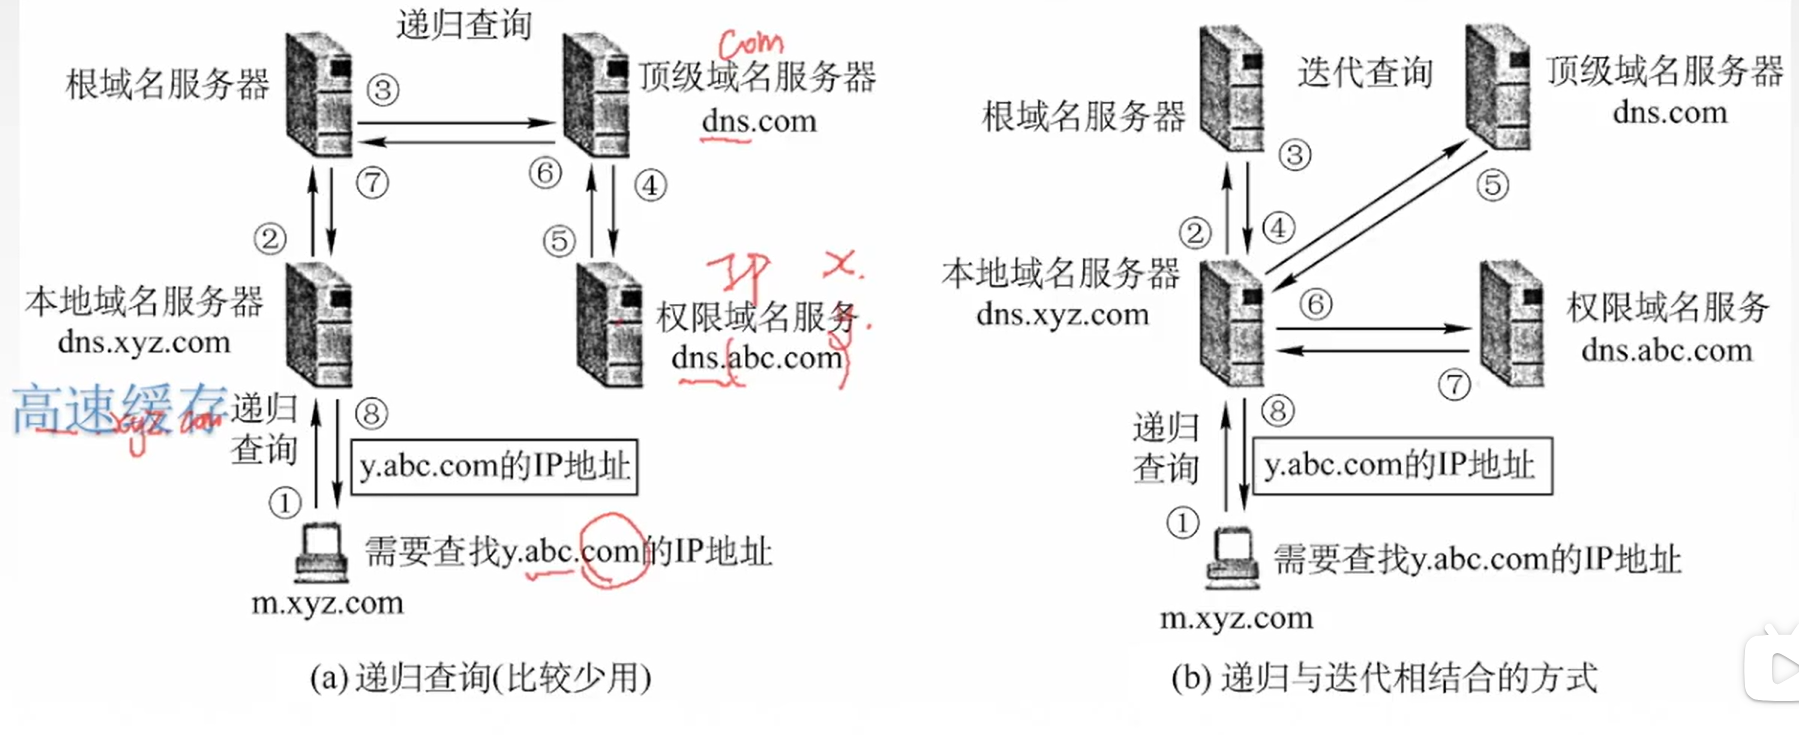 递归查询
com
根域名服务器
③
顶级域名服务器
dns.com
⑥
⑦
④
②
⑤
IP
x.
本地域名服务器
dns.xyz.com
权限域名服务
dns.abc.com
高速缓存
xyz com
递归
查询
⑧
y.abc.com的IP地址
①
需要查找y.abc.com的IP地址
m.xyz.com
(a) 递归查询(比较少用)
迭代查询
顶级域名服务器
dns.com
根域名服务器
③
⑤
②
④
本地域名服务器
dns.xyz.com
⑥
权限域名服务
dns.abc.com
⑦
递归
查询
⑧
y.abc.com的IP地址
①
需要查找y.abc.com的IP地址
m.xyz.com
(b) 递归与迭代相结合的方式